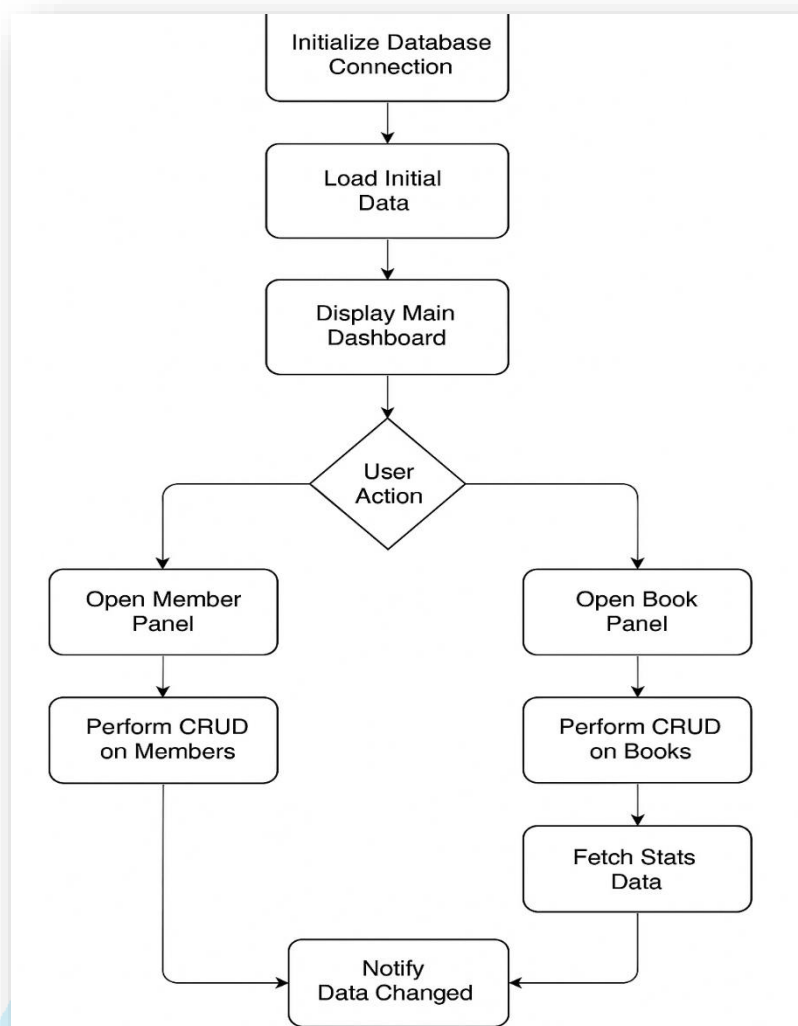 Initialize Database
Connection
Load Initial
Data
Display Main
Dashboard
User
Action
Open Member
Panel
Open Book
Panel
Perform CRUD
on Members
Perform CRUD
on Books
Fetch Stats
Data
Notify
Data Changed